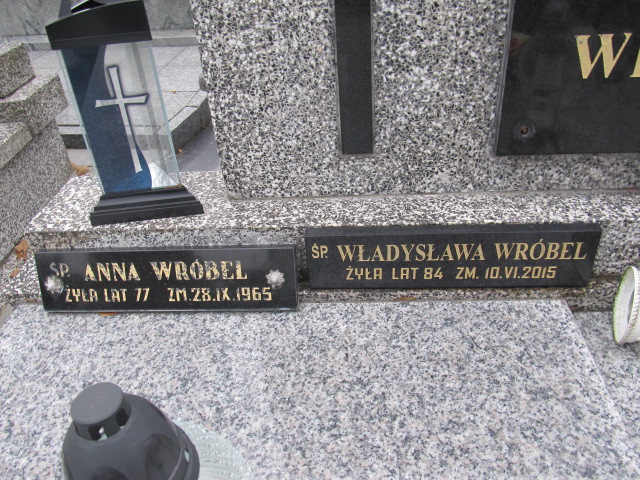 W
ŚP. ANNA WRÓBEL
ŻYŁA LAT 77 ZM. 28.IX.1965
ŚP. WŁADYSŁAWA WRÓBEL
ŻYŁA LAT 84 ZM. 10.VI.2015